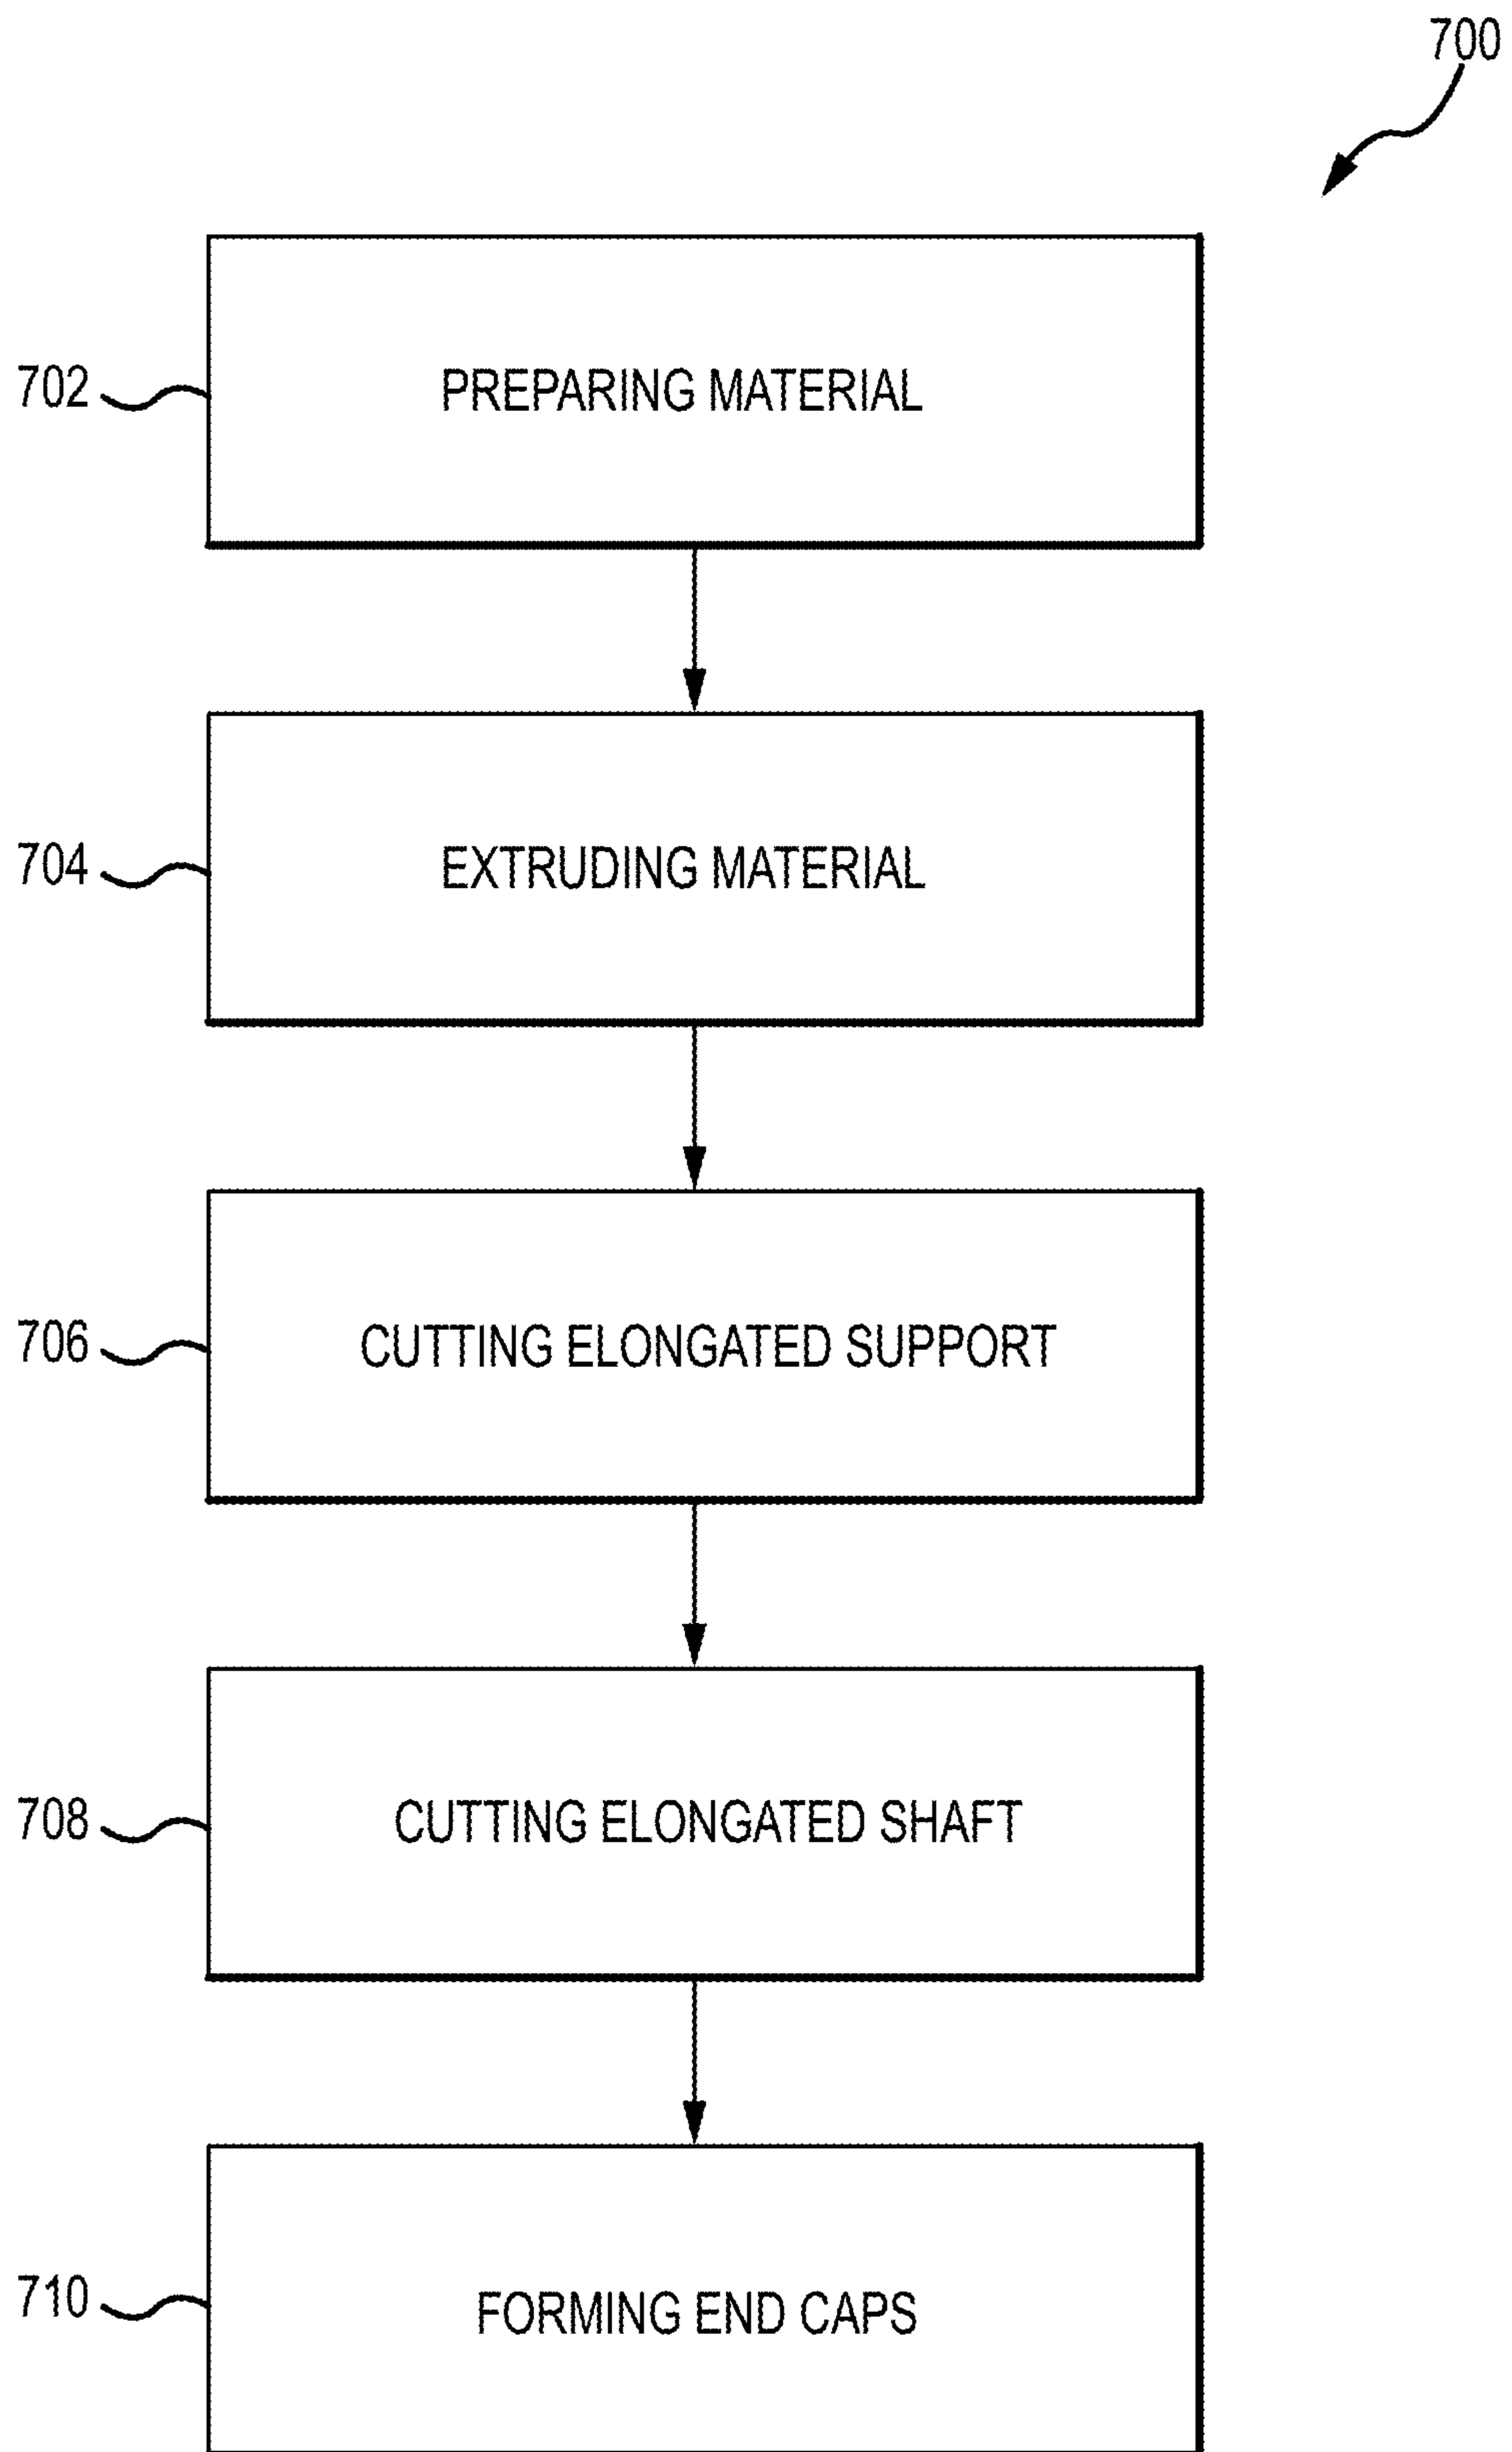 700
702
PREPARING MATERIAL
704
EXTRUDING MATERIAL
706
CUTTING ELONGATED SUPPORT
708
CUTTING ELONGATED SHAFT
710
FORMING END CAPS